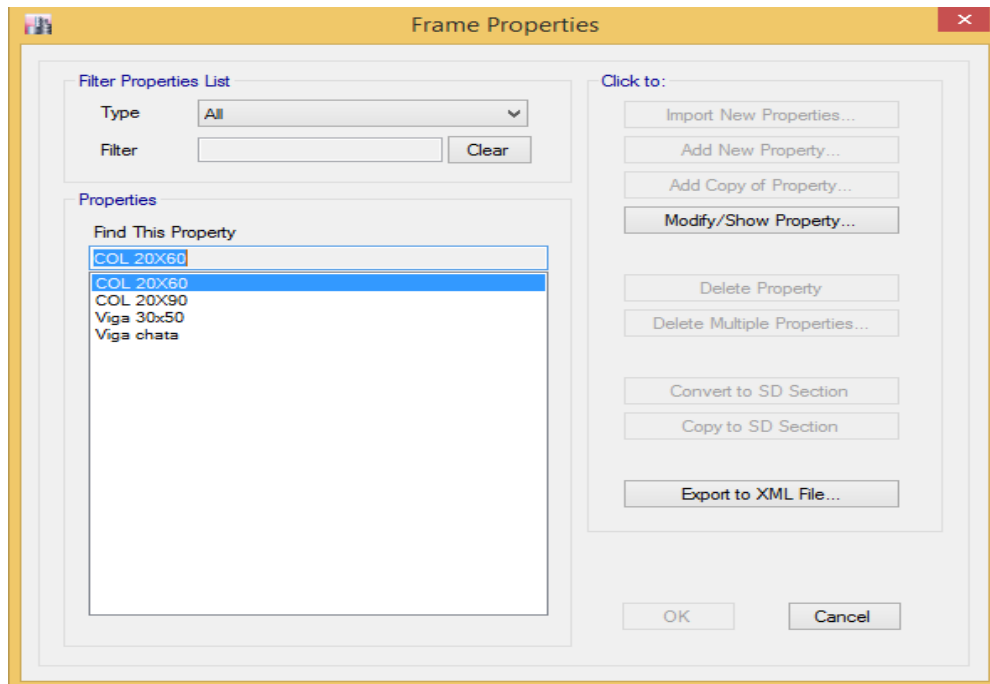 Frame Properties
Filter Properties List
Type
All
Filter
Clear
Properties
Find This Property
COL 20X60
COL 20X60
COL 20X90
Viga 30x50
Viga chata
Click to:
Import New Properties...
Add New Property...
Add Copy of Property...
Modify/Show Property...
Delete Property
Delete Multiple Properties...
Convert to SD Section
Copy to SD Section
Export to XML File...
OK
Cancel